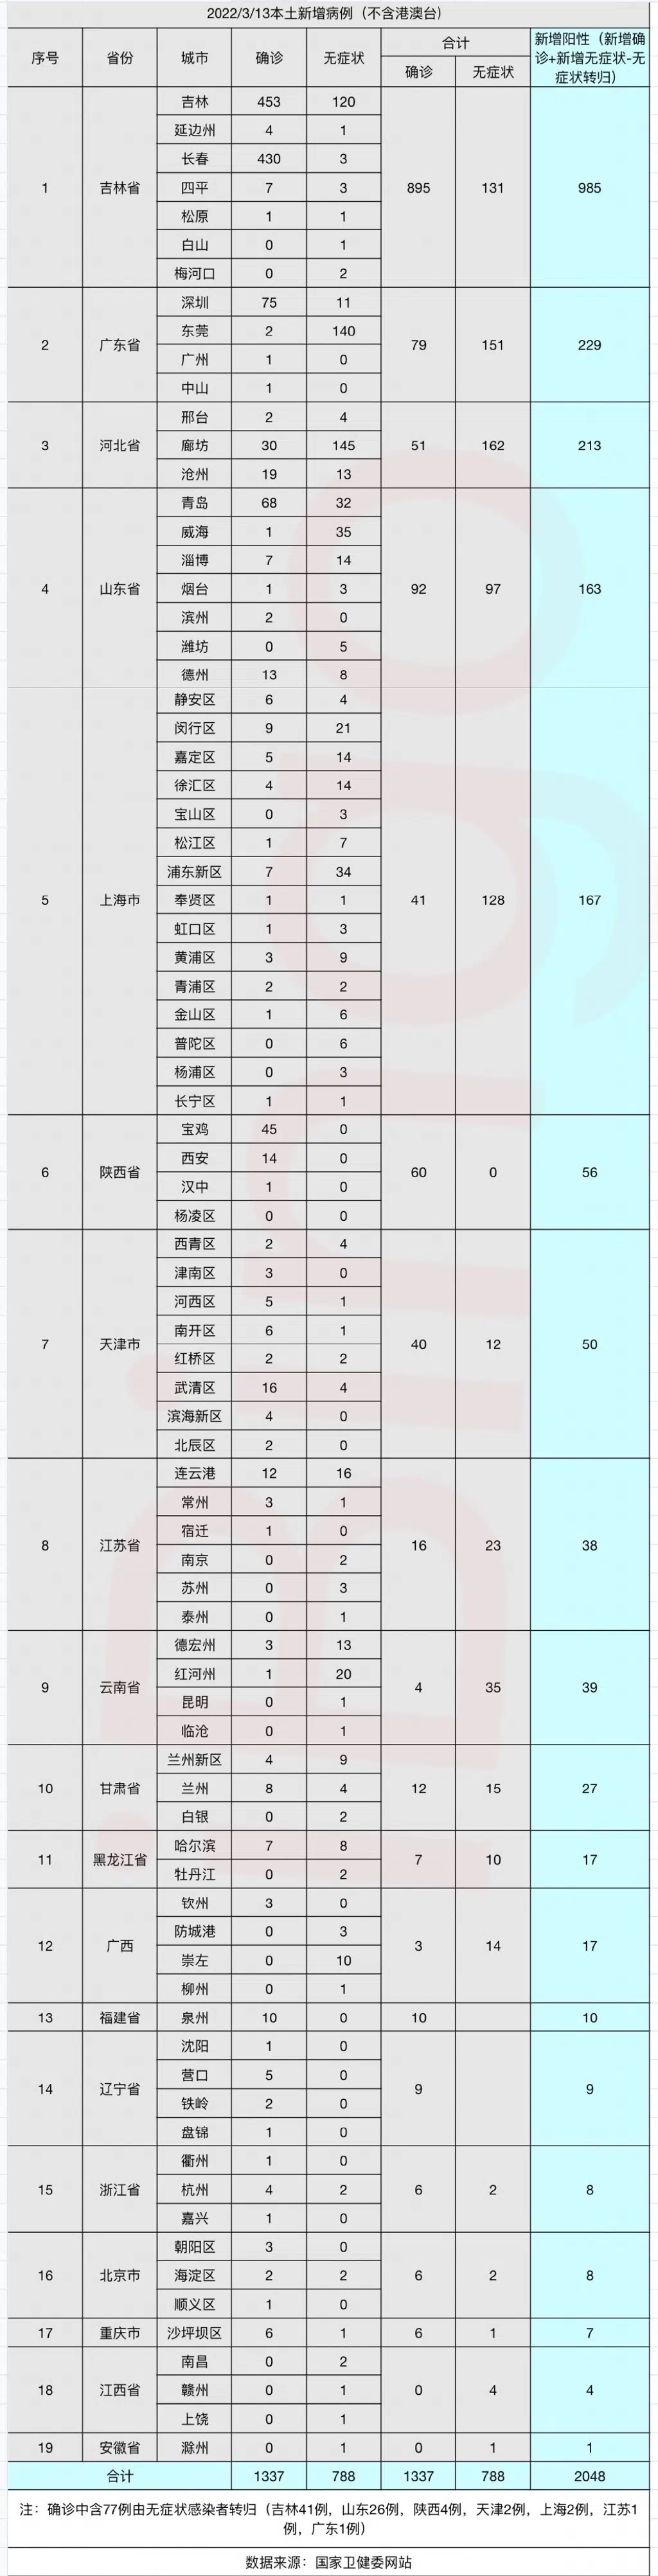 2022/3/13本土新增病例（不含港澳台）
序号 省份 城市 确诊 无症状 合计 新增阳性（新增确诊+新增无症状-无症状转归）
确诊 无症状
1 吉林省 吉林 453 120 895 131 985
延边州 4 1
长春 430 3
四平 7 3
松原 1 1
白山 0 1
梅河口 0 2
2 广东省 深圳 75 11 79 151 229
东莞 2 140
广州 1 0
中山 1 0
3 河北省 邢台 2 4 51 162 213
廊坊 30 145
沧州 19 13
4 山东省 青岛 68 32 92 97 163
威海 1 35
淄博 7 14
烟台 1 3
滨州 2 0
潍坊 0 5
德州 13 8
5 上海市 静安区 6 4 41 128 167
闵行区 9 21
嘉定区 5 14
徐汇区 4 14
宝山区 0 3
松江区 1 7
浦东新区 7 34
奉贤区 1 1
虹口区 1 3
黄浦区 3 9
青浦区 2 2
金山区 1 6
普陀区 0 6
杨浦区 0 3
长宁区 1 1
6 陕西省 宝鸡 45 0 60 0 56
西安 14 0
汉中 1 0
杨凌区 0 0
7 天津市 西青区 2 4 40 12 50
津南区 3 0
河西区 5 1
南开区 6 1
红桥区 2 2
武清区 16 4
滨海新区 4 0
北辰区 2 0
8 江苏省 连云港 12 16 16 23 38
常州 3 1
宿迁 1 0
南京 0 2
苏州 0 3
泰州 0 1
9 云南省 德宏州 3 13 4 35 39
红河州 1 20
昆明 0 1
临沧 0 1
10 甘肃省 兰州新区 4 9 12 15 27
兰州 8 4
白银 0 2
11 黑龙江省 哈尔滨 7 8 7 10 17
牡丹江 0 2
12 广西 钦州 3 0 3 14 17
防城港 0 3
崇左 0 10
柳州 0 1
13 福建省 泉州 10 0 10 10
14 辽宁省 沈阳 1 0 9 9
营口 5 0
铁岭 2 0
盘锦 1 0
15 浙江省 衢州 1 0 6 2 8
杭州 4 2
嘉兴 1 0
16 北京市 朝阳区 3 0 6 2 8
海淀区 2 2
顺义区 1 0
17 重庆市 沙坪坝区 6 1 6 1 7
18 江西省 南昌 0 2 0 4 4
赣州 0 1
上饶 0 1
19 安徽省 滁州 0 1 0 1 1
合计 1337 788 1337 788 2048
注：确诊中含77例由无症状感染者转归（吉林41例，山东26例，陕西4例，天津2例，上海2例，江苏1
例，广东1例）
数据来源：国家卫健委网站